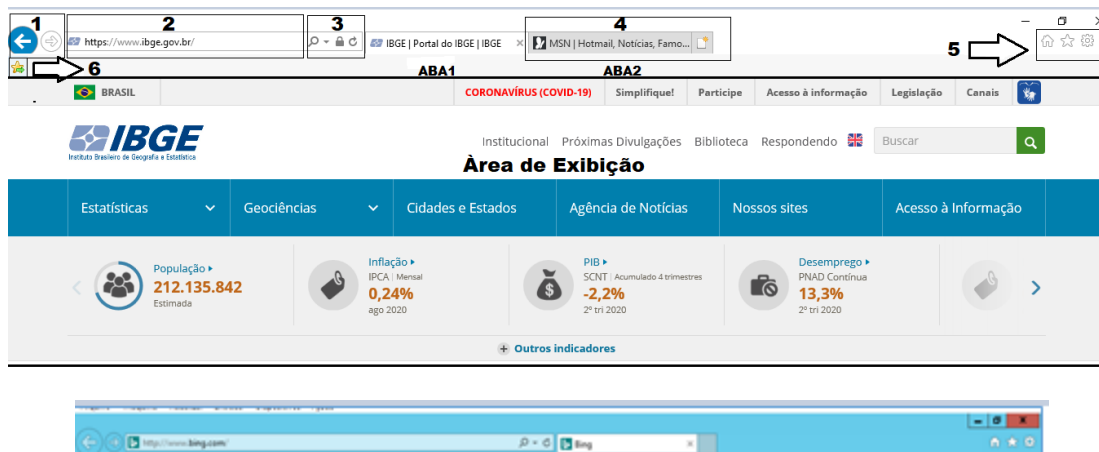 1 2 3 4
https://www.ibge.gov.br/ IBGE | Portal do IBGE | IBGE × MSN | Hotmail, Notícias, Famo...
5
6 ABA1 ABA2
BRASIL CORONAVÍRUS (COVID-19) Simplifique! Participe Acesso à informação Legislação Canais
IBGE
Instituto Brasileiro de Geografia e Estatística
Institucional Próximas Divulgações Biblioteca Respondendo Buscar
Àrea de Exibição
Estatísticas Geociências Cidades e Estados Agência de Notícias Nossos sites Acesso à Informação
População
212.135.842
Estimada
Inflação
IPCA | Mensal
0,24%
ago 2020
PIB
SCNT | Acumulado 4 trimestres
-2,2%
2º tri 2020
Desemprego
PNAD Contínua
13,3%
2º tri 2020
Outros indicadores
http://www.bing.com/ Bing ×